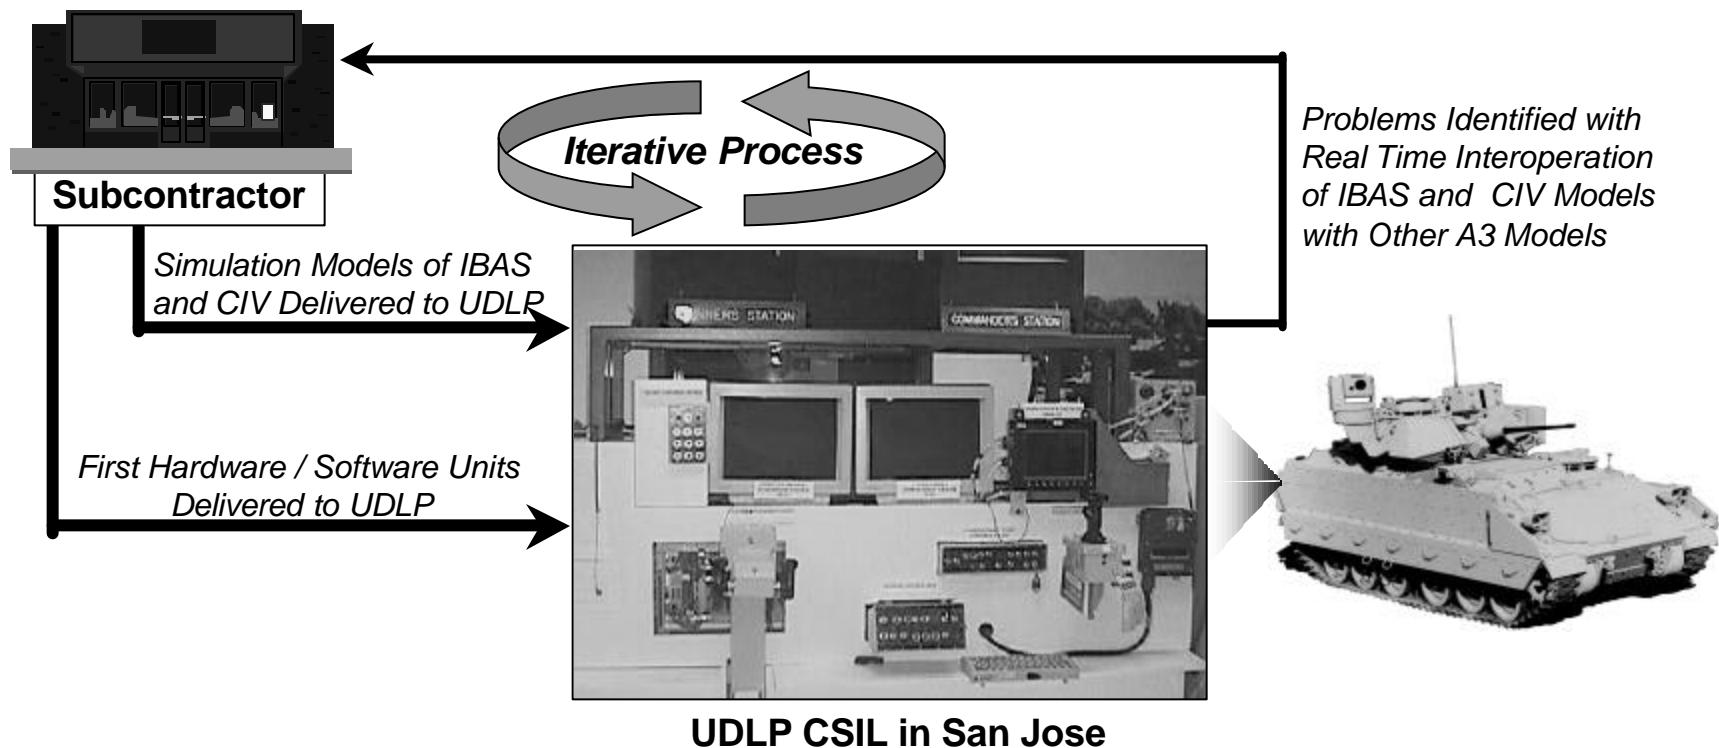 Problems Identified with
Real Time Interoperation
of IBAS and CIV Models
with Other A3 Models
Iterative Process
Subcontractor
Simulation Models of IBAS
and CIV Delivered to UDLP
STATION
COMMANDER'S STATION
First Hardware / Software Units
Delivered to UDLP
UDLP CSIL in San Jose